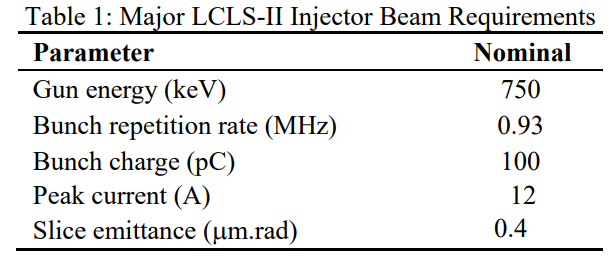 Table 1: Major LCLS-II Injector Beam Requirements
Parameter Nominal
Gun energy (keV) 750
Bunch repetition rate (MHz) 0.93
Bunch charge (pC) 100
Peak current (A) 12
Slice emittance (μm.rad) 0.4